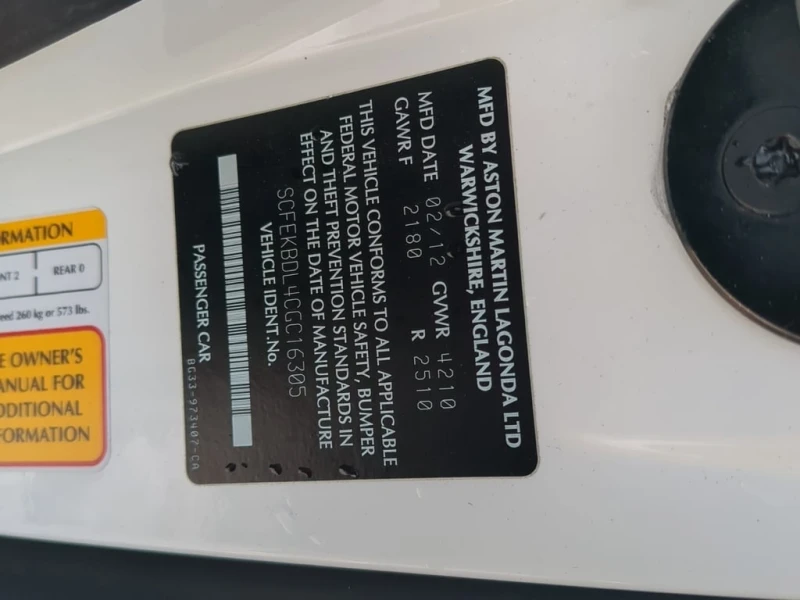 MFD BY ASTON MARTIN LAGONDA LTD
WARWICKSHIRE, ENGLAND
MFD DATE 02/12 GVWR 4210
GAWR F 2180 R 2510
THIS VEHICLE CONFORMS TO ALL APPLICABLE
FEDERAL MOTOR VEHICLE SAFETY, BUMPER
AND THEFT PREVENTION STANDARDS IN
EFFECT ON THE DATE OF MANUFACTURE
VEHICLE IDENT.No.
SCFEKBDL4CGC16305
PASSENGER CAR
8G33-973407-CA
RMATION
NT 2 REAR 0
eed 260 kg or 573 lbs.
E OWNER'S
ANUAL FOR
DDITIONAL
FORMATION